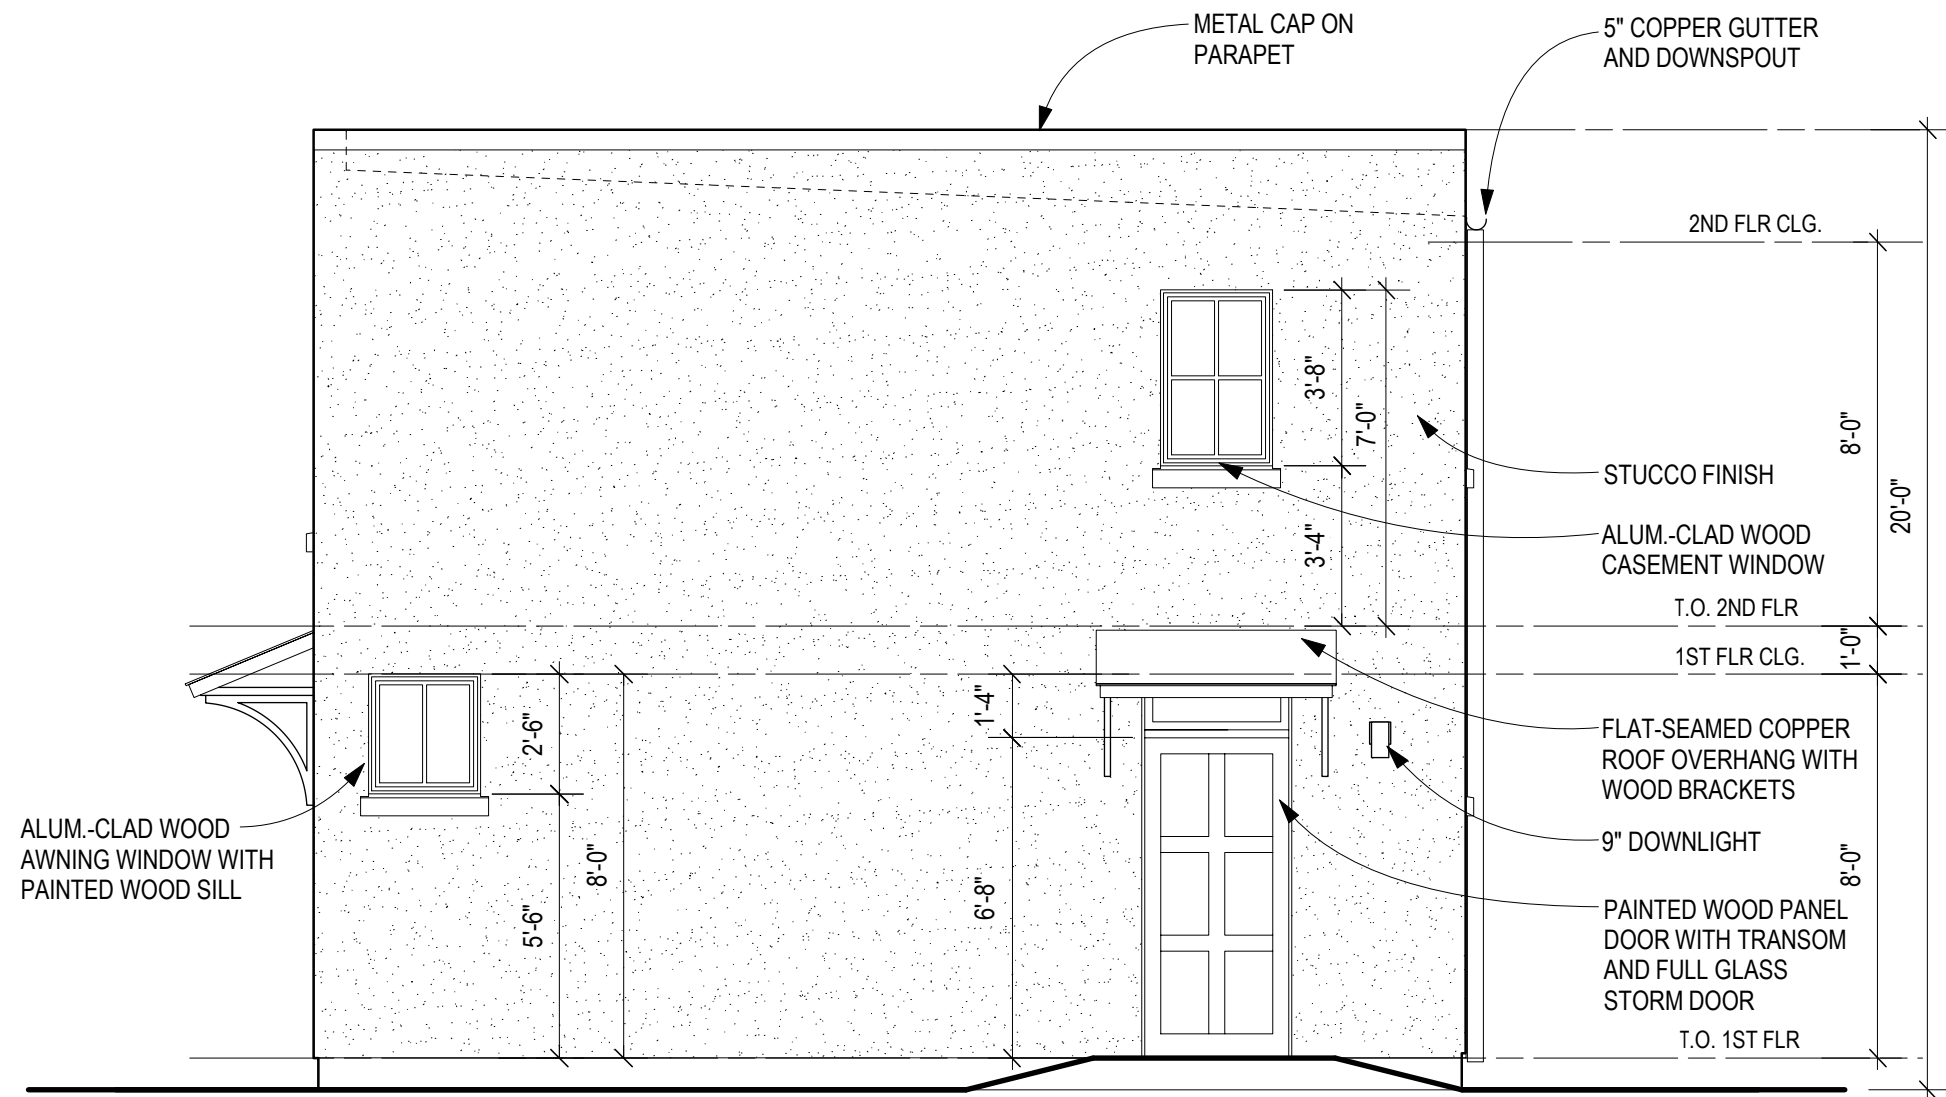 METAL CAP ON
PARAPET
5" COPPER GUTTER
AND DOWNSPOUT
2ND FLR CLG.
3'-8"
7'-0"
8'-0"
STUCCO FINISH
20'-0"
3'-4"
ALUM.-CLAD WOOD
CASEMENT WINDOW
T.O. 2ND FLR
1'-0"
1ST FLR CLG.
1'-4"
2'-6"
FLAT-SEAMED COPPER
ROOF OVERHANG WITH
WOOD BRACKETS
ALUM.-CLAD WOOD
AWNING WINDOW WITH
PAINTED WOOD SILL
9" DOWNLIGHT
8'-0"
8'-0"
6'-8"
5'-6"
PAINTED WOOD PANEL
DOOR WITH TRANSOM
AND FULL GLASS
STORM DOOR
T.O. 1ST FLR